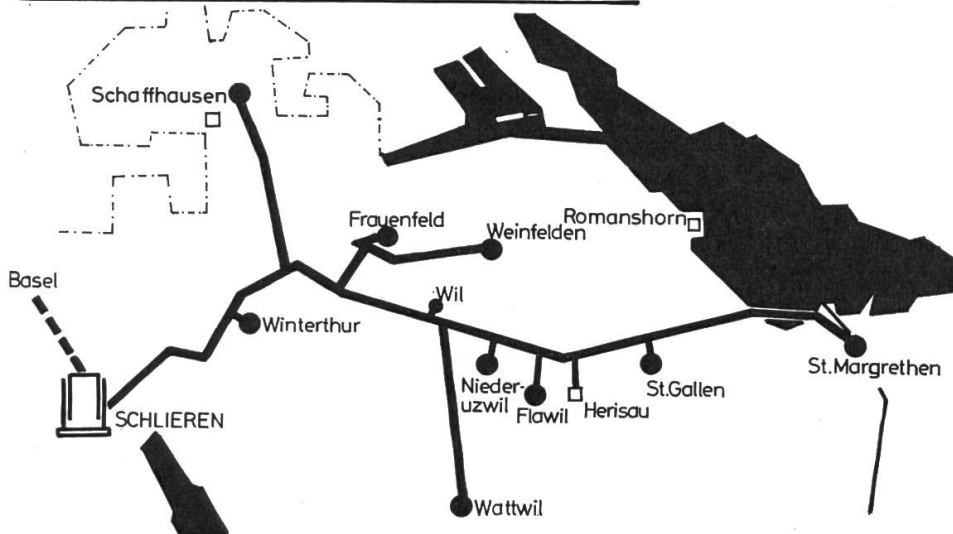 Schaffhausen
Frauenfeld
Weinfelden
Romanshorn
Basel
Wil
Winterthur
Nieder-
uzwil
Flawil
Herisau
St.Gallen
St.Margrethen
SCHLIEREN
Wattwil